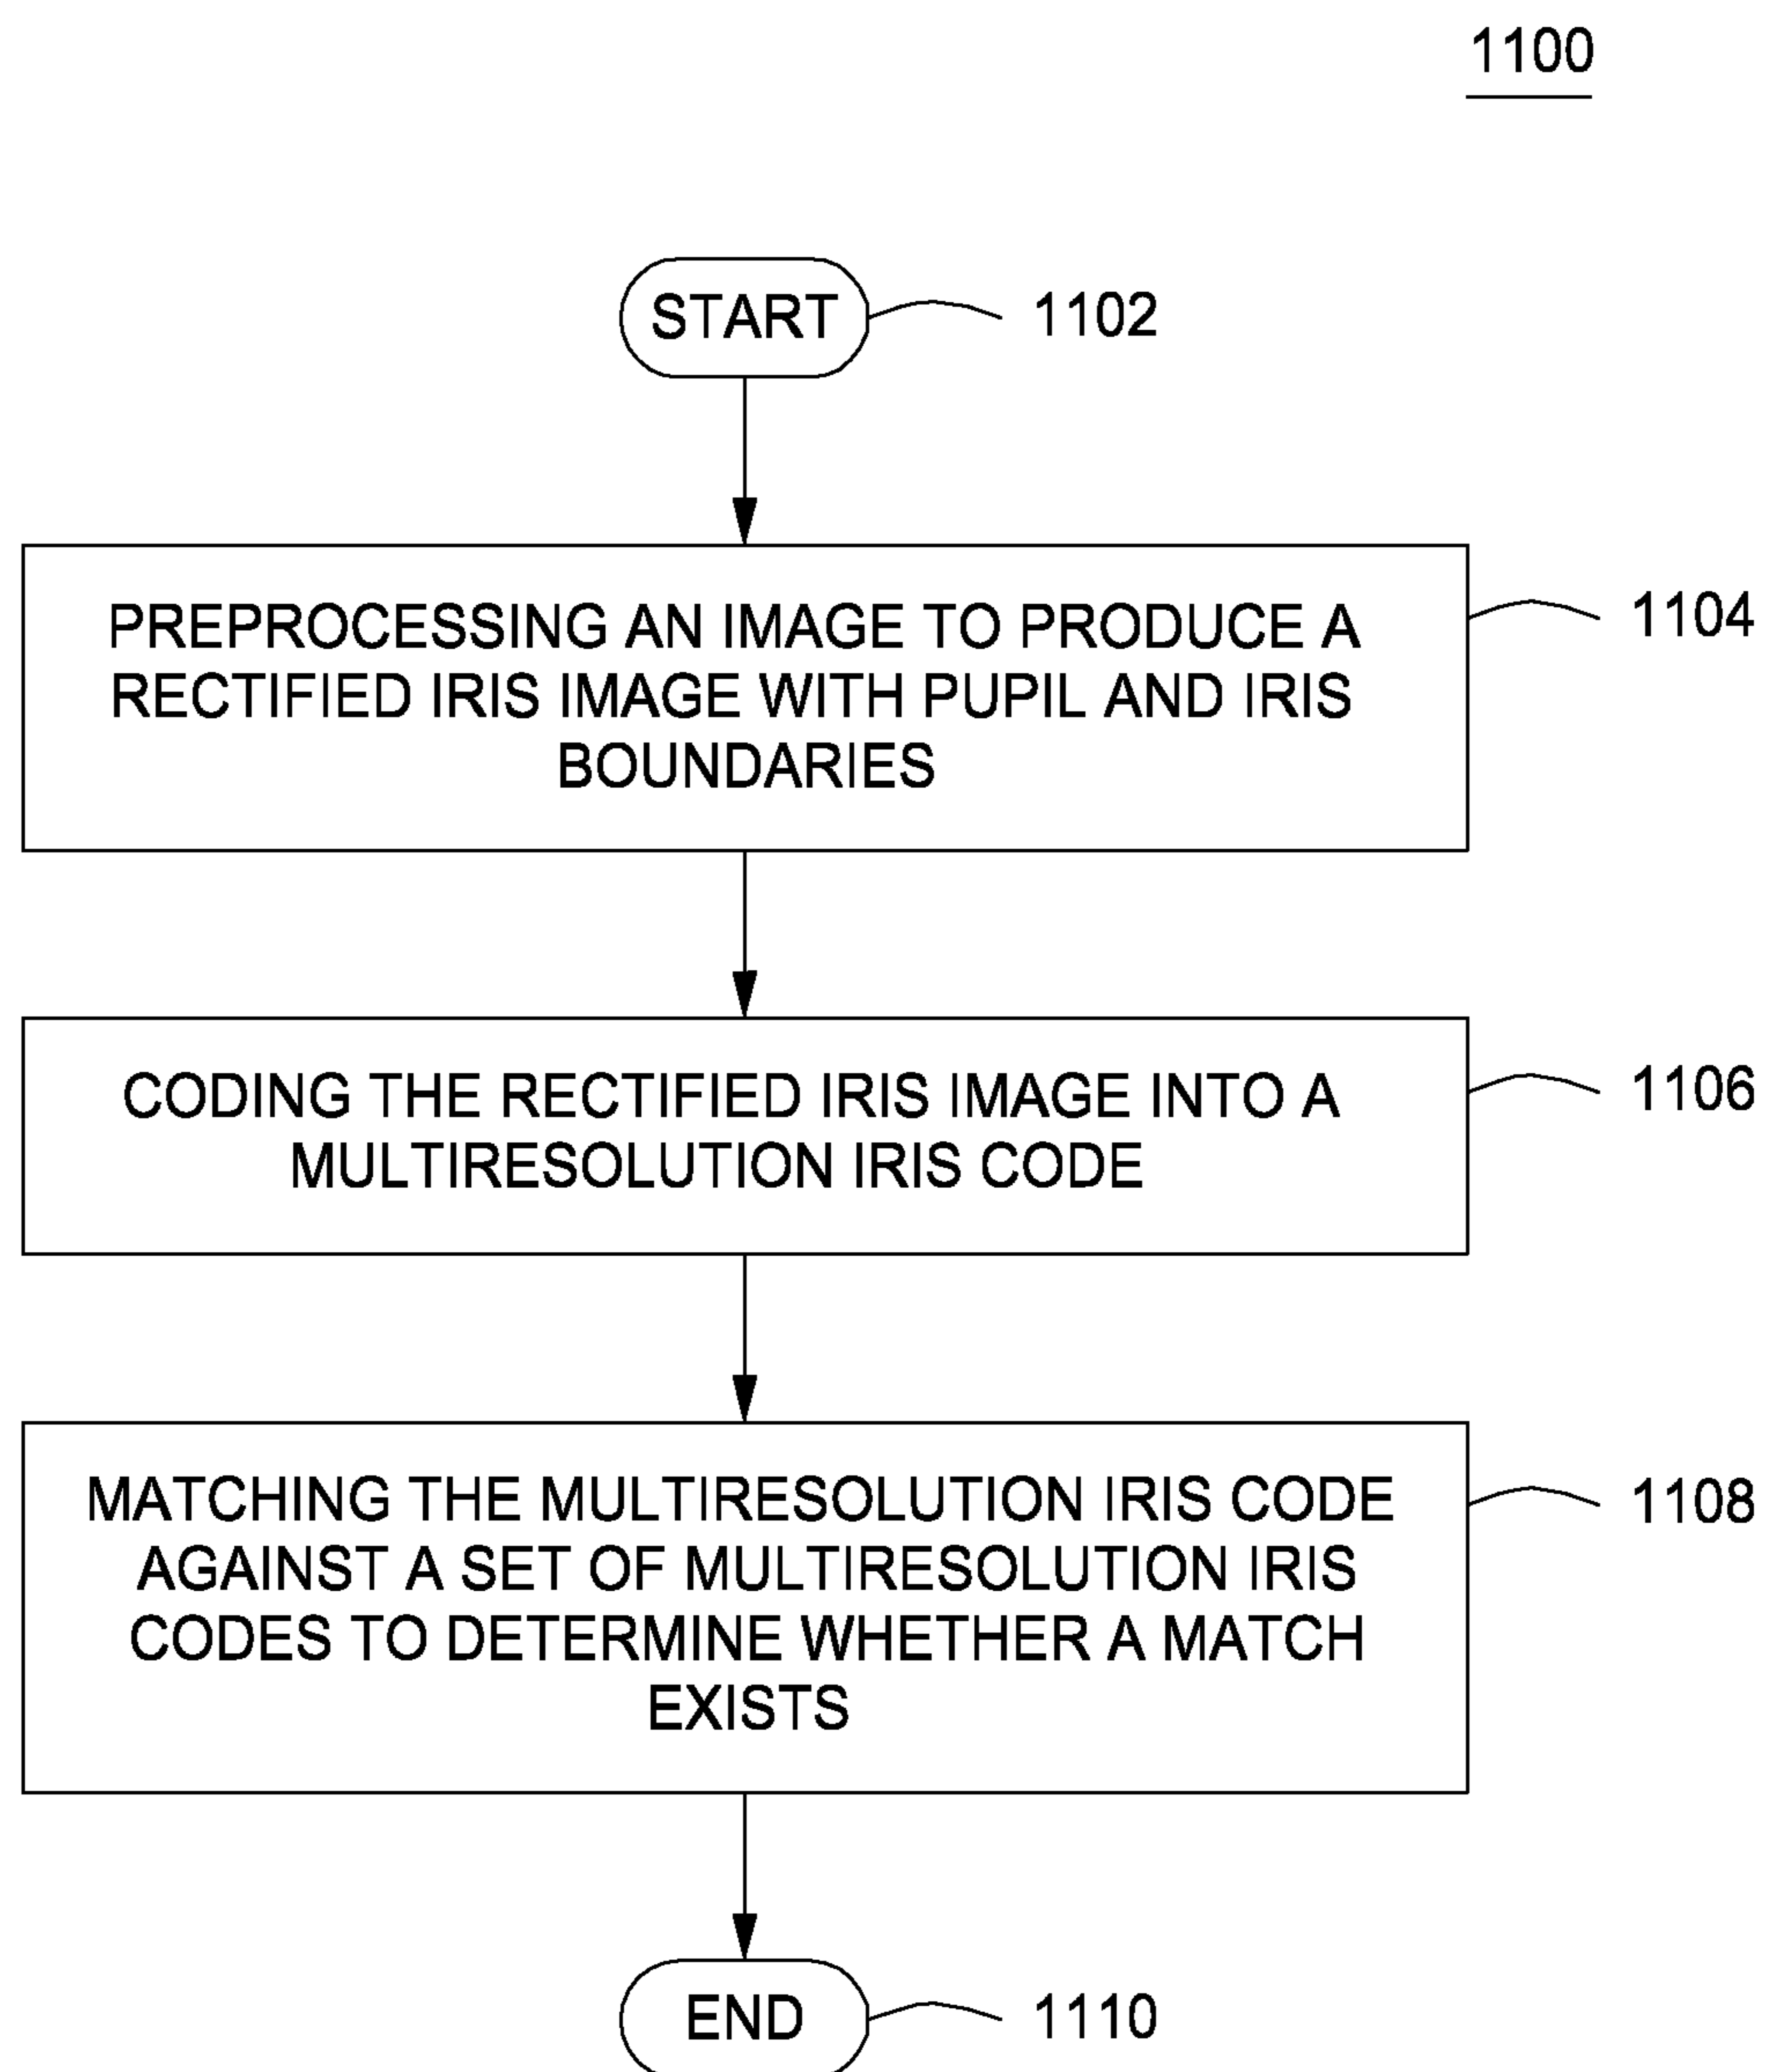 1100
START
1102
PREPROCESSING AN IMAGE TO PRODUCE A
RECTIFIED IRIS IMAGE WITH PUPIL AND IRIS
BOUNDARIES
1104
CODING THE RECTIFIED IRIS IMAGE INTO A
MULTIRESOLUTION IRIS CODE
1106
MATCHING THE MULTIRESOLUTION IRIS CODE
AGAINST A SET OF MULTIRESOLUTION IRIS
CODES TO DETERMINE WHETHER A MATCH
EXISTS
1108
END
1110